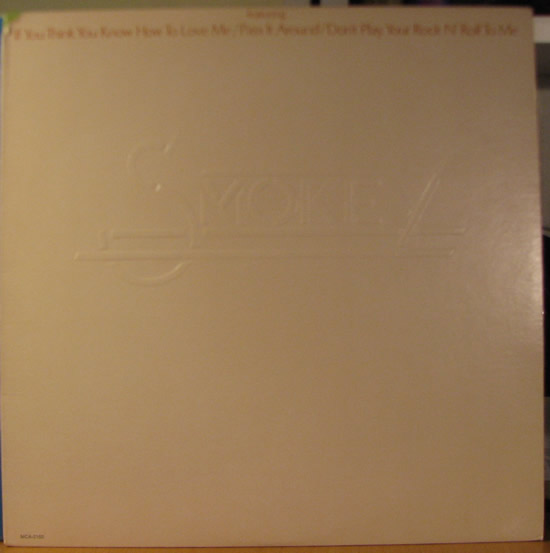 Featuring
If You Think You Know How To Love Me/Pass It Around/Don't Play Your Rock N' Roll To Me
SMOKEY